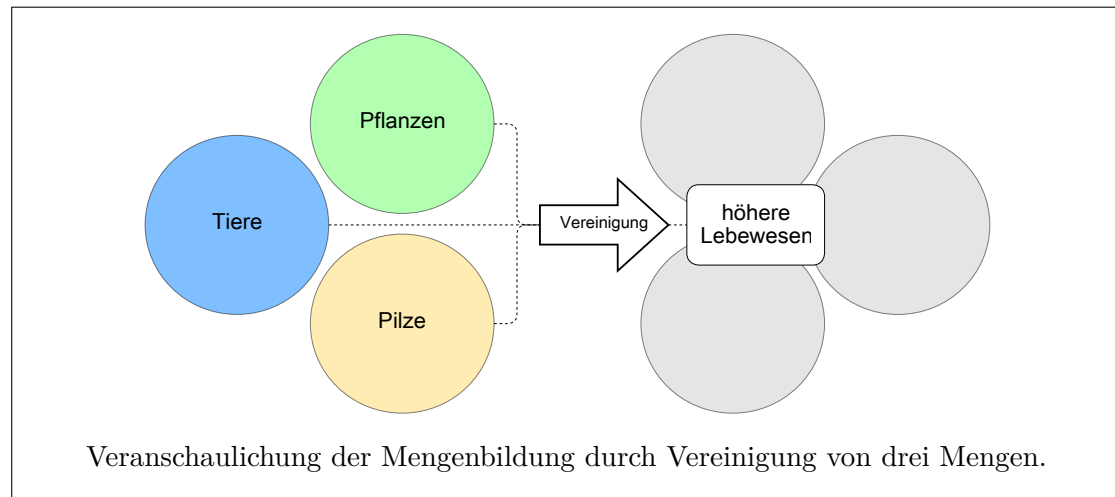 Pflanzen
Tiere
Pilze
Vereinigung
höhere
Lebewesen
Veranschaulichung der Mengenbildung durch Vereinigung von drei Mengen.